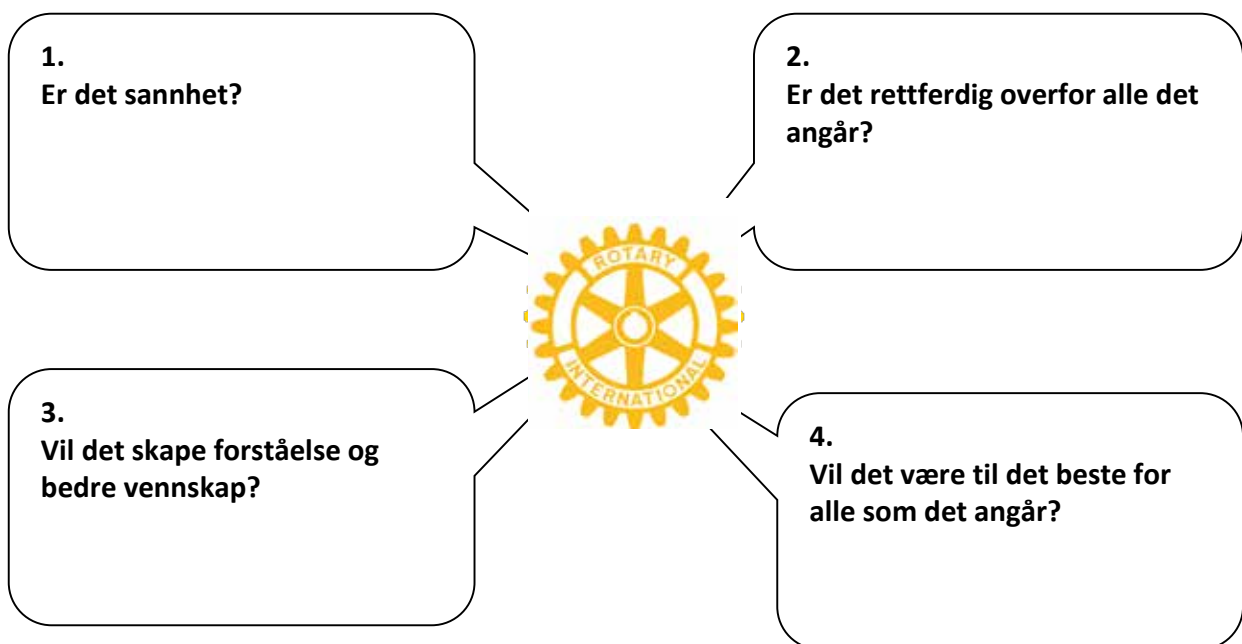 1.
Er det sannhet?
2.
Er det rettferdig overfor alle det
angår?
ROTARY
INTERNATIONAL
3.
Vil det skape forståelse og
bedre vennskap?
4.
Vil det være til det beste for
alle som det angår?